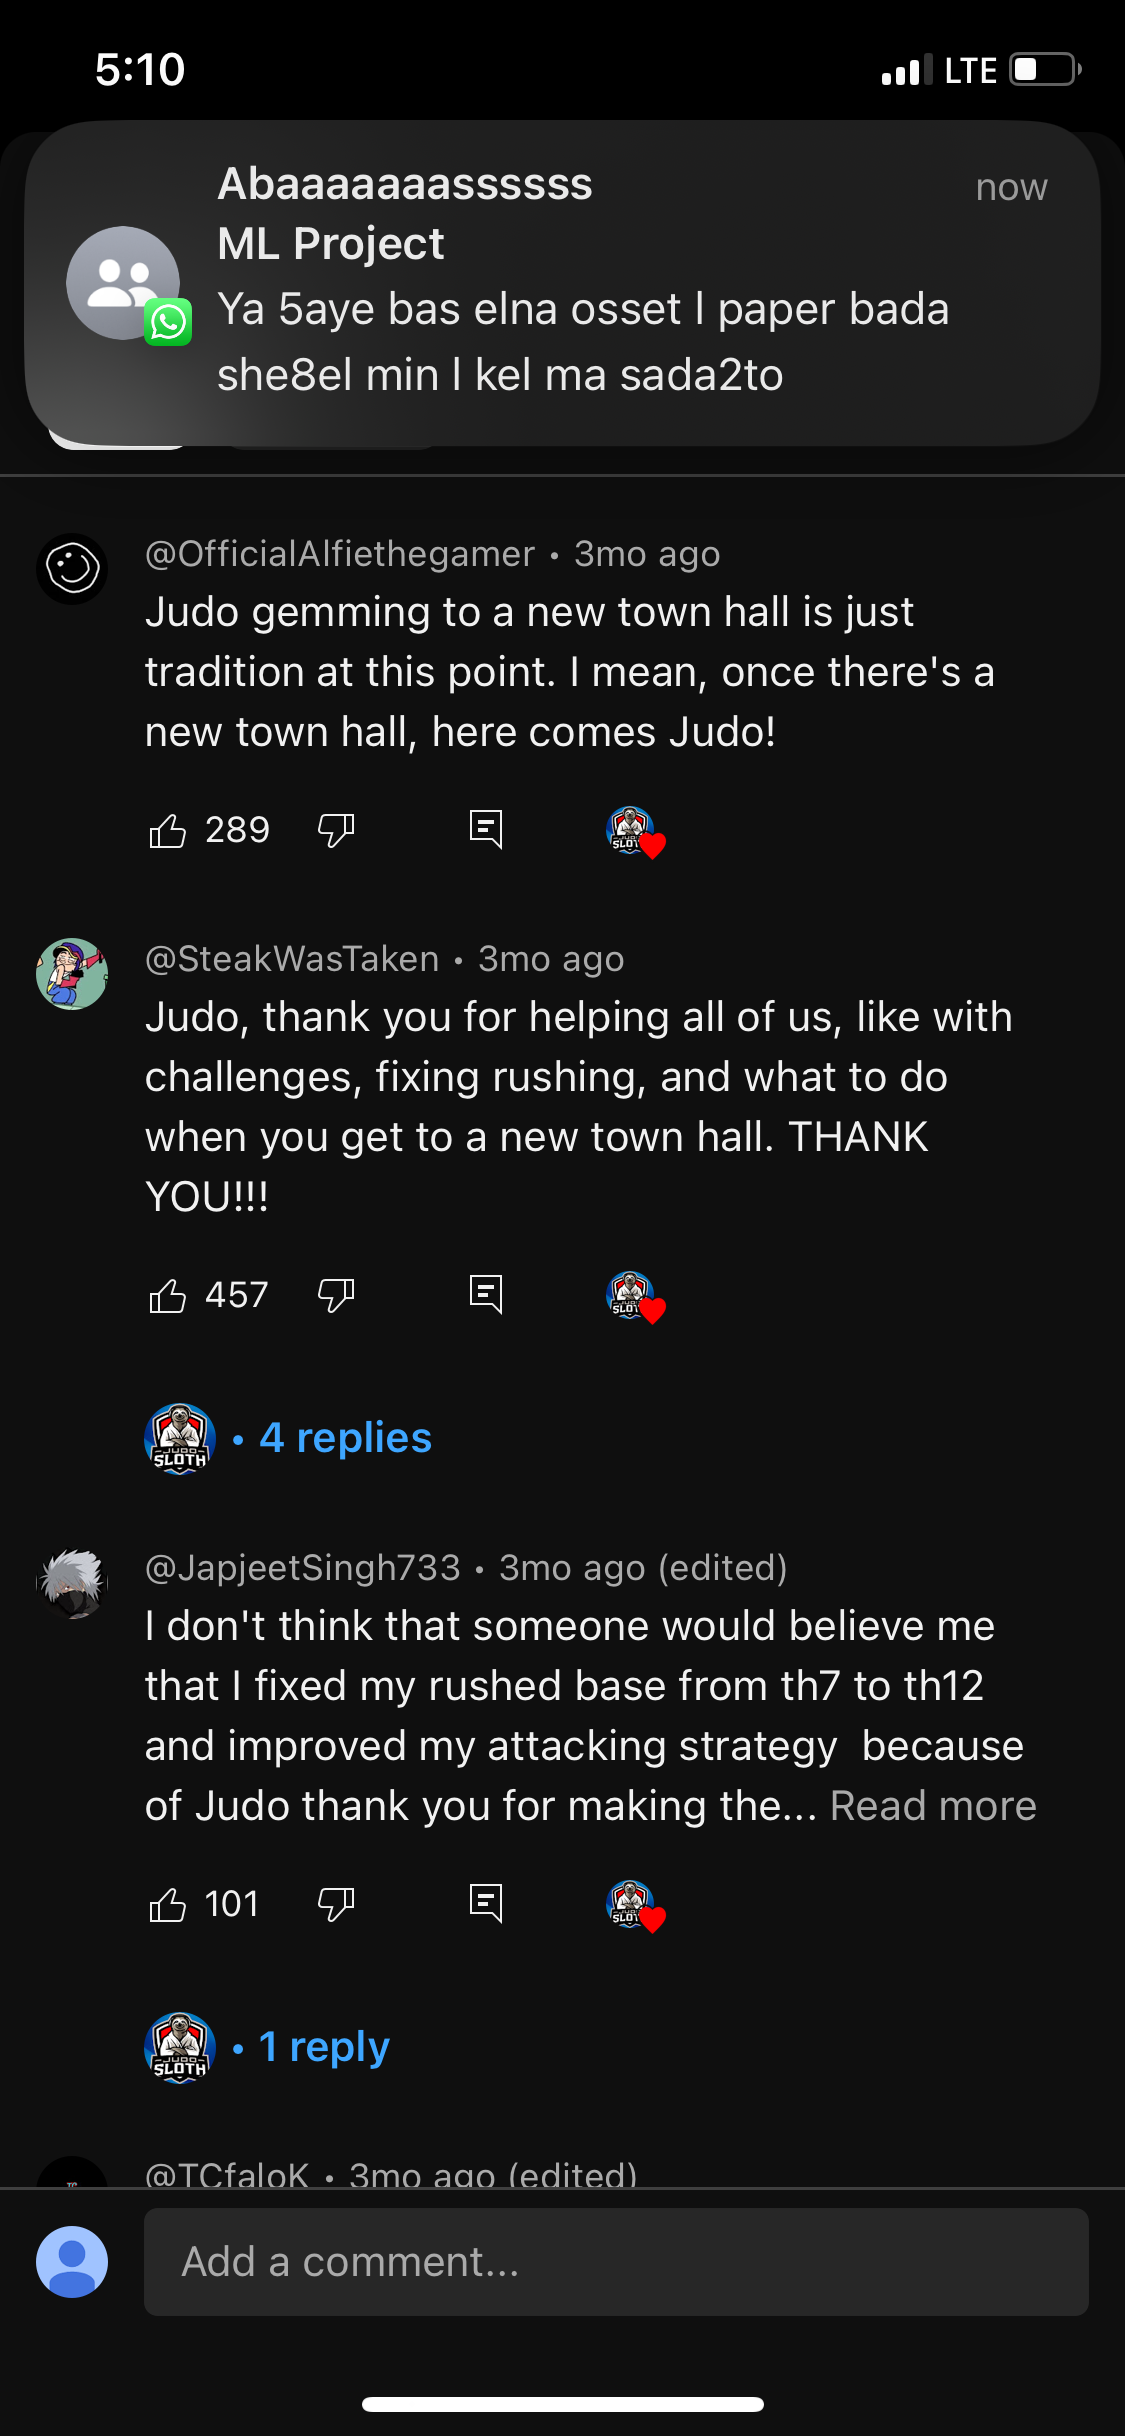 5:10
LTE
Abaaaaaaassssss
now
ML Project
Ya 5aye bas elna osset l paper bada
she8el min l kel ma sada2to
@OfficialAlfiethegamer • 3mo ago
Judo gemming to a new town hall is just
tradition at this point. I mean, once there's a
new town hall, here comes Judo!
289
@SteakWasTaken • 3mo ago
Judo, thank you for helping all of us, like with
challenges, fixing rushing, and what to do
when you get to a new town hall. THANK
YOU!!!
457
JUDO
SLOTH
• 4 replies
@JapjeetSingh733 • 3mo ago (edited)
I don't think that someone would believe me
that I fixed my rushed base from th7 to th12
and improved my attacking strategy  because
of Judo thank you for making the... Read more
101
JUDO
SLOTH
• 1 reply
@TCfaloK • 3mo ago (edited)
Add a comment...